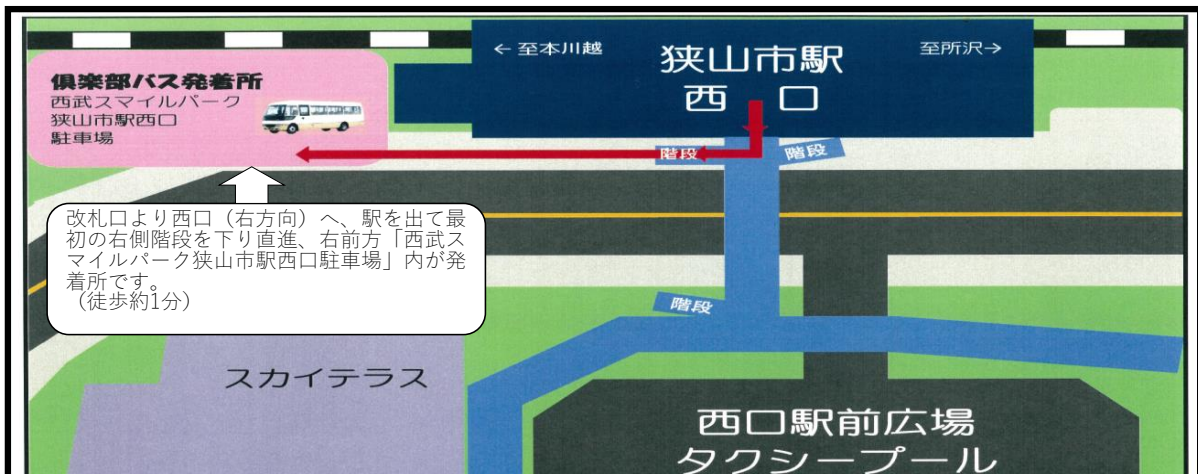 ← 至本川越
狭山市駅
至所沢→
西 口
倶楽部バス発着所
西武スマイルパーク
狭山市駅西口
駐車場
階段
階段
改札口より西口（右方向）へ、駅を出て最
初の右側階段を下り直進、右前方「西武ス
マイルパーク狭山市駅西口駐車場」内が発
着所です。
（徒歩約1分）
階段
スカイテラス
西口駅前広場
タクシープール